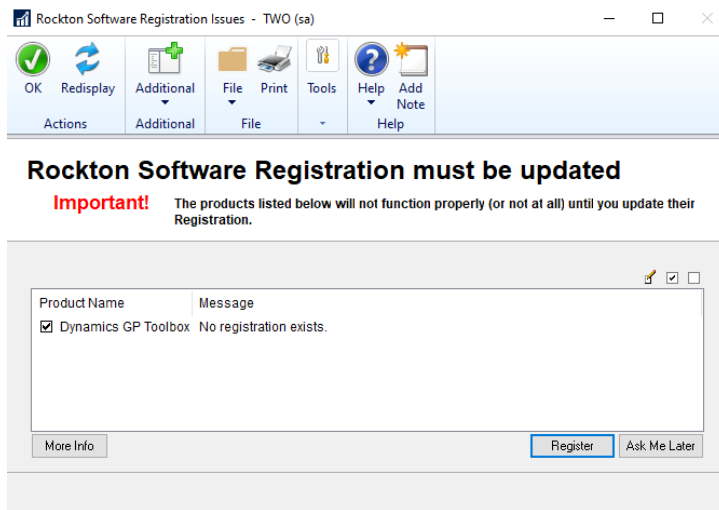 Rockton Software Registration Issues - TWO (sa)
OK Redisplay Additional File Print Tools Help Add Note
Actions Additional File Help
Rockton Software Registration must be updated
Important! The products listed below will not function properly (or not at all) until you update their
Registration.
Product Name Message
Dynamics GP Toolbox No registration exists.
More Info Register Ask Me Later